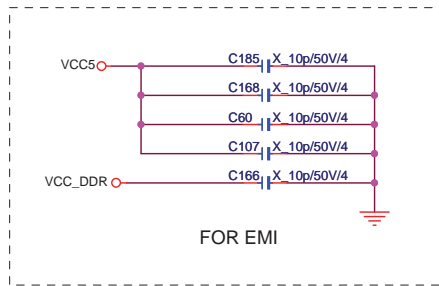 VCC5
C185 X_10p/50V/4
C168 X_10p/50V/4
C60 X_10p/50V/4
C107 X_10p/50V/4
VCC_DDR
C166 X_10p/50V/4
FOR EMI